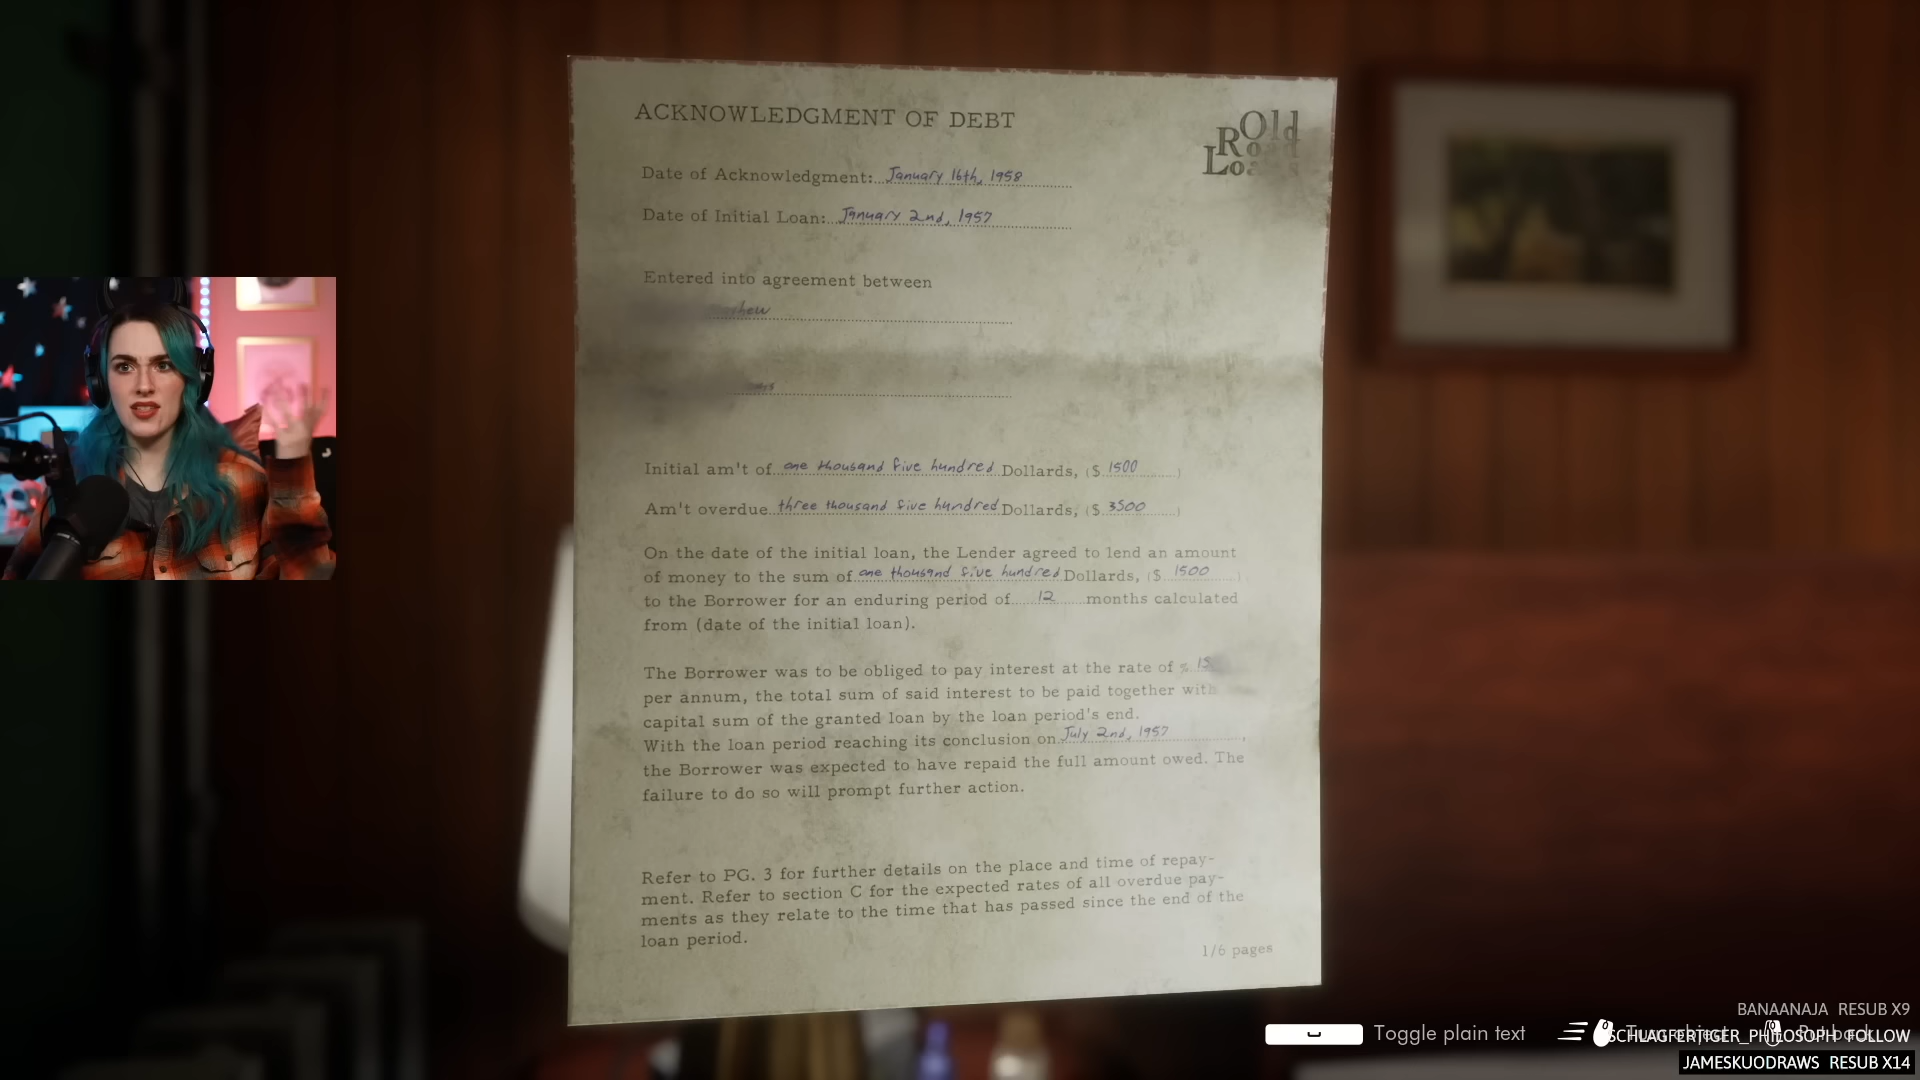 ACKNOWLEDGMENT OF DEBT
Old
Road
Loans
Date of Acknowledgment: January 16th, 1958
Date of Initial Loan: January 2nd, 1957
Entered into agreement between
Initial am't of one thousand five hundred Dollards, ($ 1500 )
Am't overdue three thousand five hundred Dollards, ($ 3500 )
On the date of the initial loan, the Lender agreed to lend an amount
of money to the sum of one thousand five hundred Dollards, ($ 1500 )
to the Borrower for an enduring period of 12 months calculated
from (date of the initial loan).
The Borrower was to be obliged to pay interest at the rate of % 15
per annum, the total sum of said interest to be paid together with
capital sum of the granted loan by the loan period's end.
With the loan period reaching its conclusion on July 2nd, 1957,
the Borrower was expected to have repaid the full amount owed. The
failure to do so will prompt further action.
Refer to PG. 3 for further details on the place and time of repay-
ment. Refer to section C for the expected rates of all overdue pay-
ments as they relate to the time that has passed since the end of the
loan period.
1/6 pages
BANAANAJA RESUB X9
Toggle plain text
SCHLAGFERTIGER_PHILOSOPH FOLLOW
JAMESKUODRAWS RESUB X14